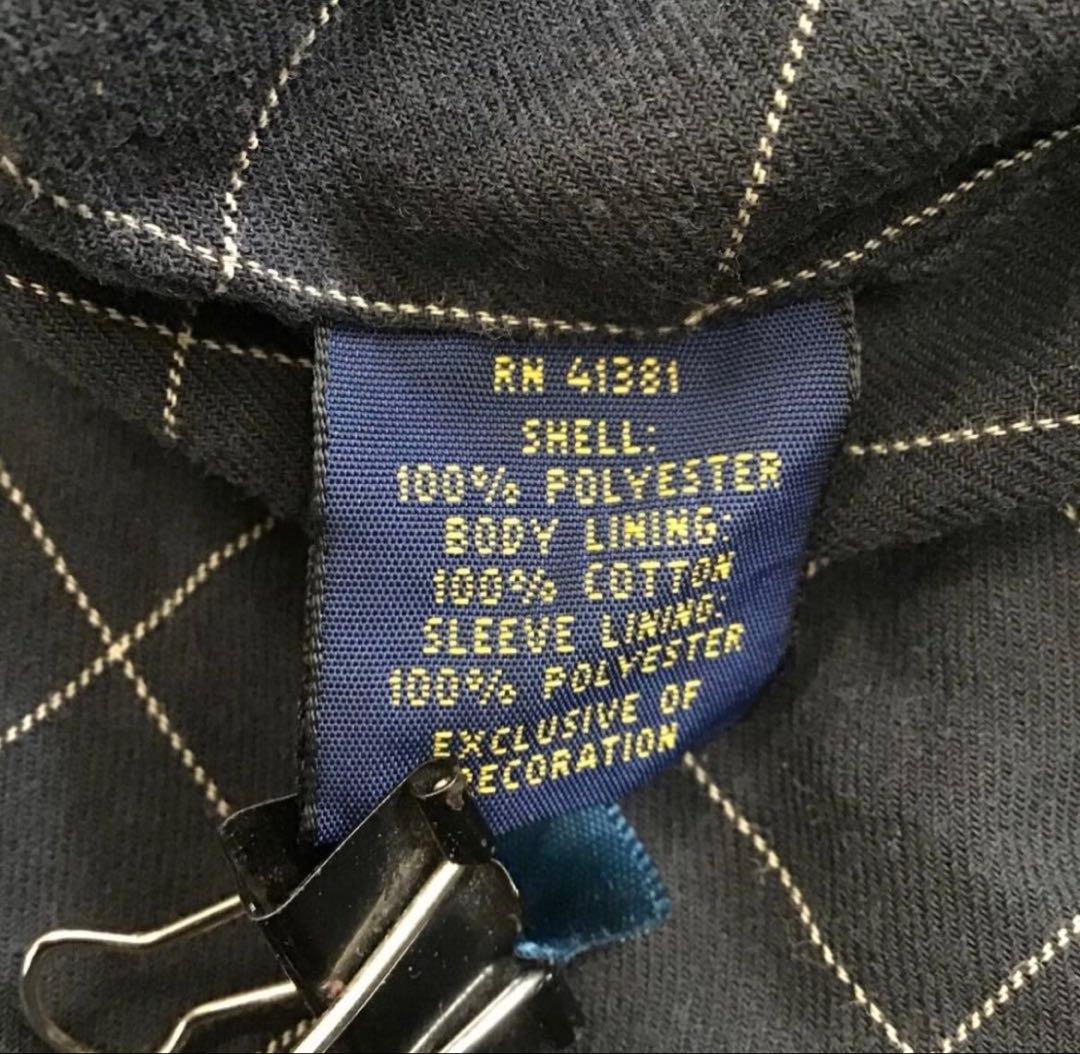 RN 41381
SHELL:
100% POLYESTER
BODY LINING:
100% COTTON
SLEEVE LINING:
100% POLYESTER
EXCLUSIVE OF
DECORATION